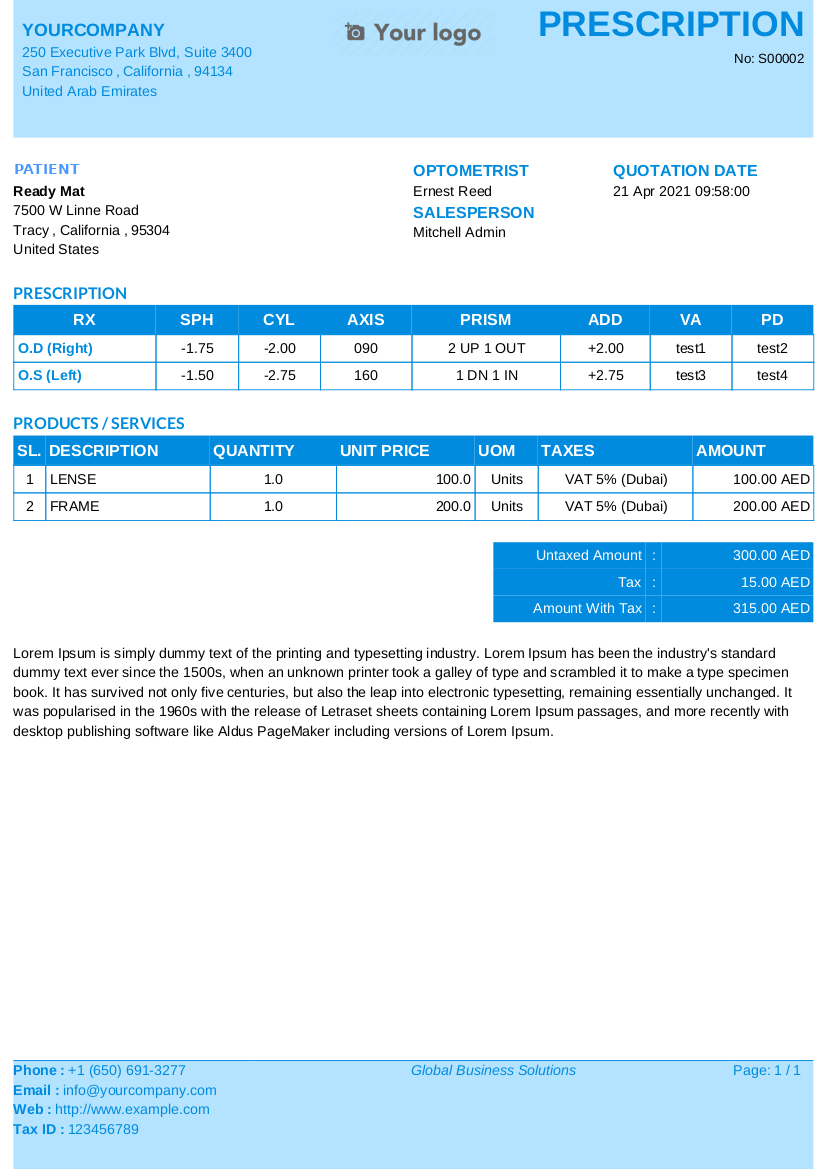 YOURCOMPANY
250 Executive Park Blvd, Suite 3400
San Francisco , California , 94134
United Arab Emirates
Your logo
PRESCRIPTION
No: S00002
PATIENT
Ready Mat
7500 W Linne Road
Tracy , California , 95304
United States
OPTOMETRIST
Ernest Reed
SALESPERSON
Mitchell Admin
QUOTATION DATE
21 Apr 2021 09:58:00
PRESCRIPTION
RX SPH CYL AXIS PRISM ADD VA PD
O.D (Right) -1.75 -2.00 090 2 UP 1 OUT +2.00 test1 test2
O.S (Left) -1.50 -2.75 160 1 DN 1 IN +2.75 test3 test4
PRODUCTS / SERVICES
SL. DESCRIPTION QUANTITY UNIT PRICE UOM TAXES AMOUNT
1 LENSE 1.0 100.0 Units VAT 5% (Dubai) 100.00 AED
2 FRAME 1.0 200.0 Units VAT 5% (Dubai) 200.00 AED
Untaxed Amount : 300.00 AED
Tax : 15.00 AED
Amount With Tax : 315.00 AED
Lorem Ipsum is simply dummy text of the printing and typesetting industry. Lorem Ipsum has been the industry's standard
dummy text ever since the 1500s, when an unknown printer took a galley of type and scrambled it to make a type specimen
book. It has survived not only five centuries, but also the leap into electronic typesetting, remaining essentially unchanged. It
was popularised in the 1960s with the release of Letraset sheets containing Lorem Ipsum passages, and more recently with
desktop publishing software like Aldus PageMaker including versions of Lorem Ipsum.
Phone : +1 (650) 691-3277
Email : info@yourcompany.com
Web : http://www.example.com
Tax ID : 123456789
Global Business Solutions
Page: 1 / 1